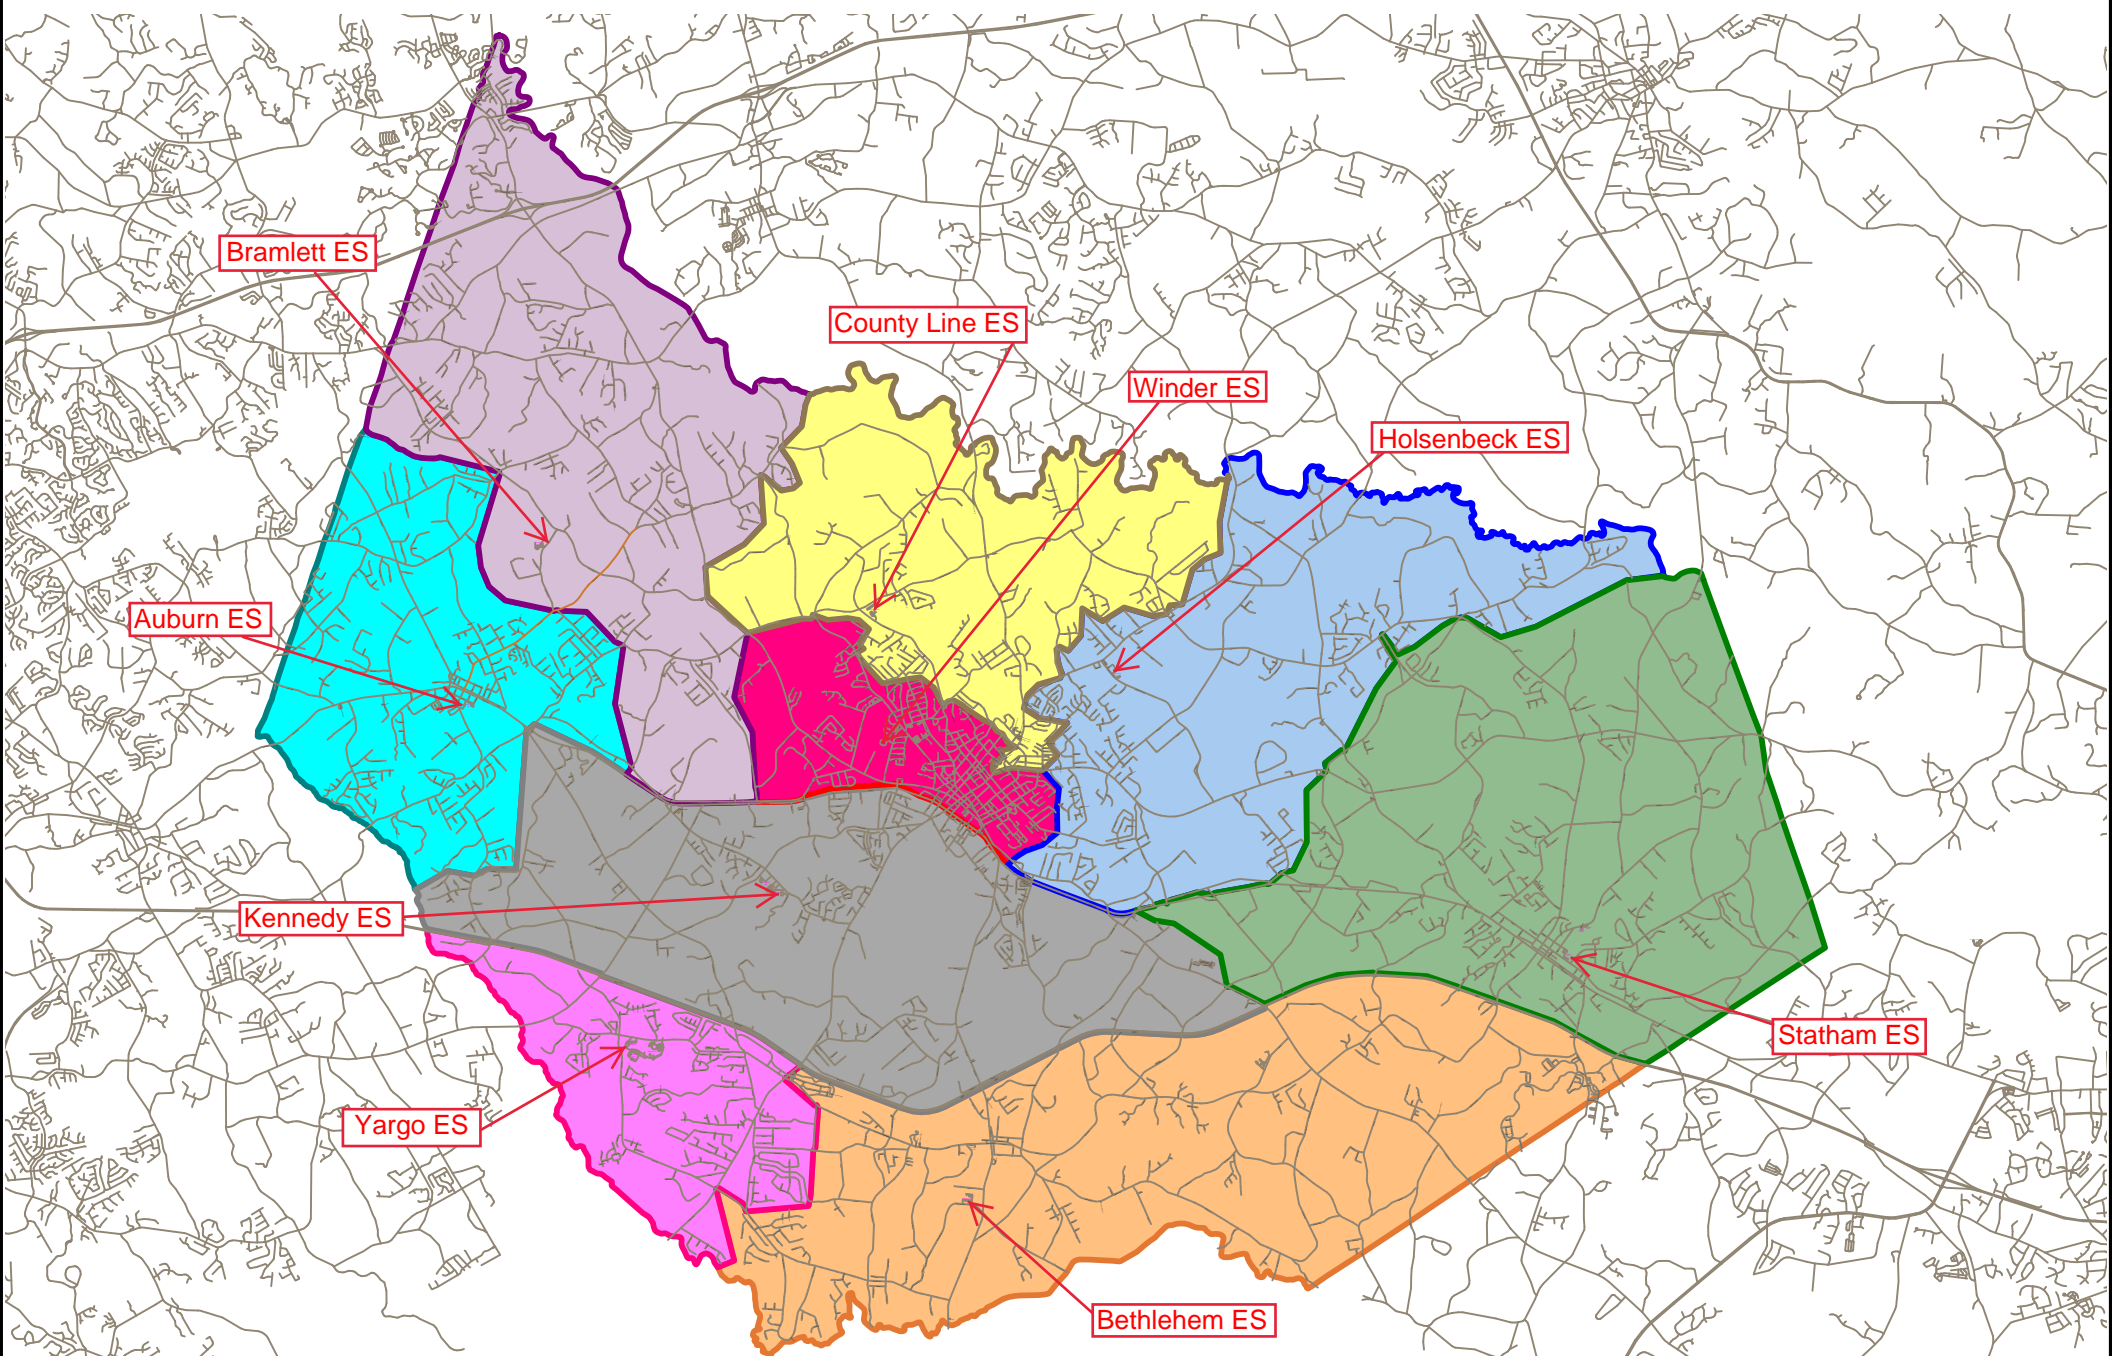 Bramlett ES
County Line ES
Winder ES
Holsenbeck ES
Auburn ES
Kennedy ES
Statham ES
Yargo ES
Bethlehem ES